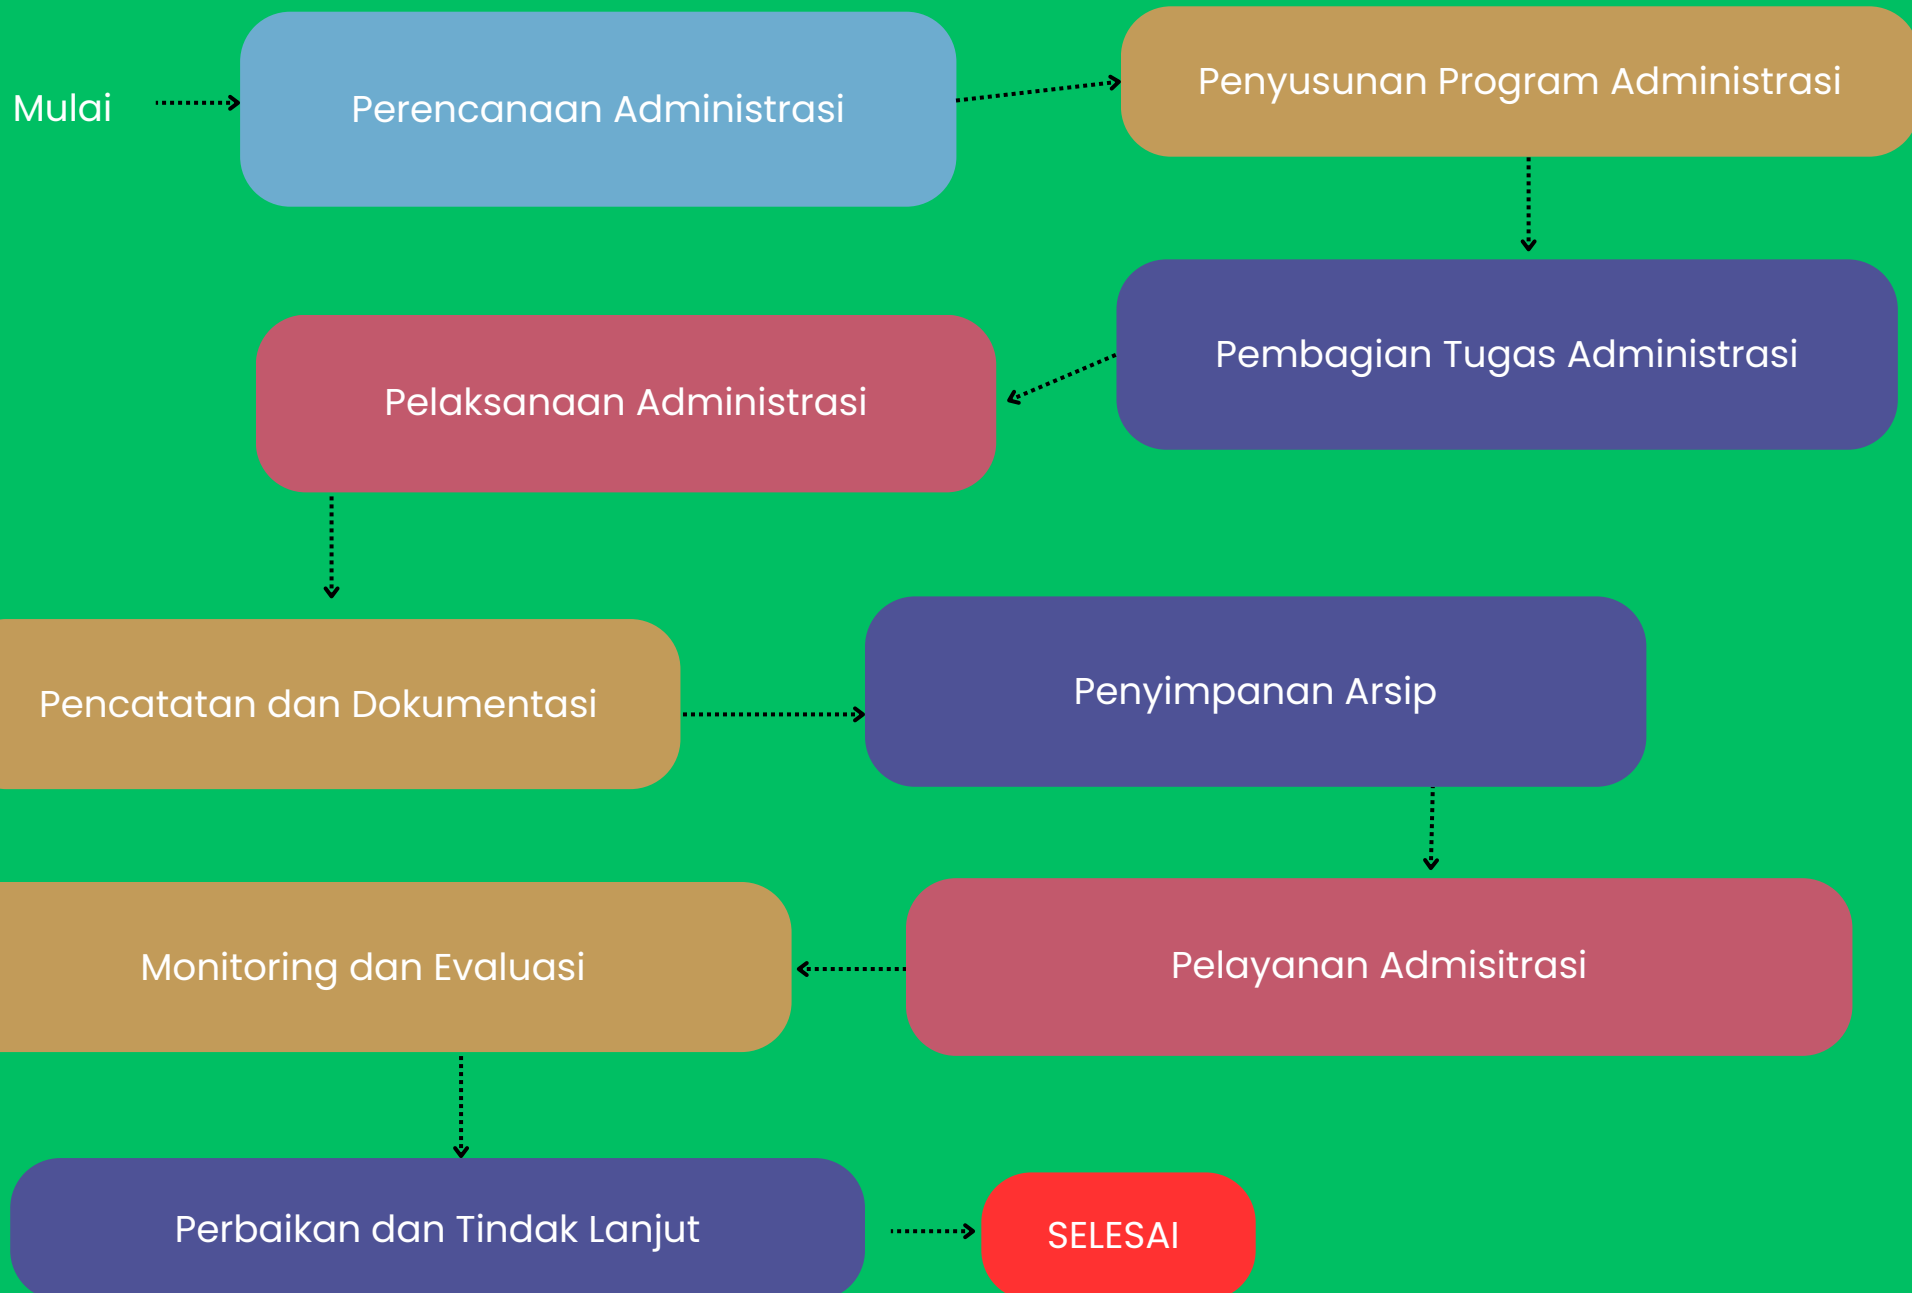 Mulai
Perencanaan Administrasi
Penyusunan Program Administrasi
Pembagian Tugas Administrasi
Pelaksanaan Administrasi
Pencatatan dan Dokumentasi
Penyimpanan Arsip
Pelayanan Admisitrasi
Monitoring dan Evaluasi
Perbaikan dan Tindak Lanjut
SELESAI